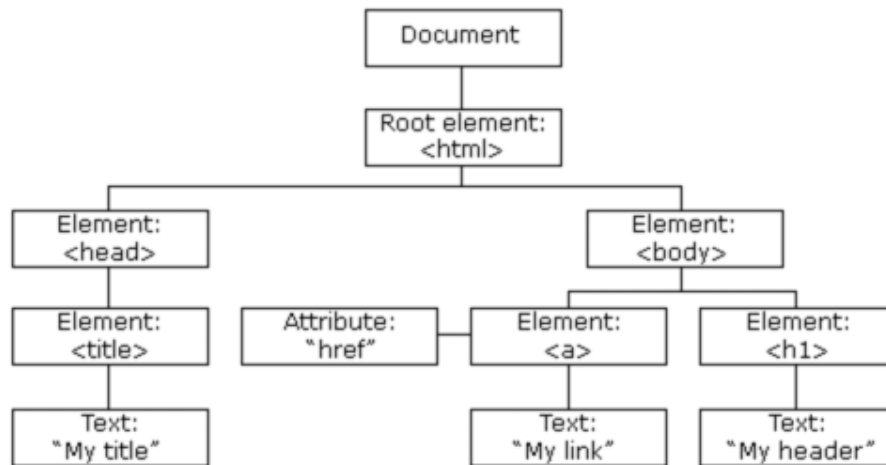 Document
Root element:
<html>
Element:
<head>
Element:
<body>
Element:
<title>
Attribute:
“href”
Element:
<a>
Element:
<h1>
Text:
“My title”
Text:
“My link”
Text:
“My header”